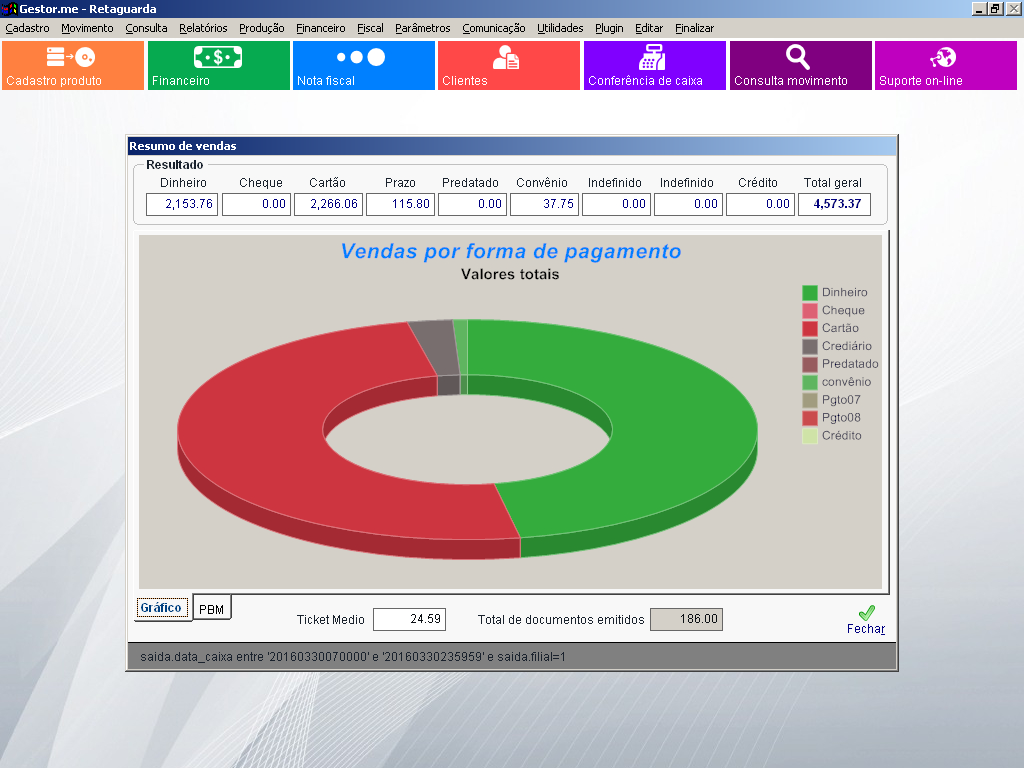 Gestor.me - Retaguarda
Cadastro Movimento Consulta Relatórios Produção Financeiro Fiscal Parâmetros Comunicação Utilidades Plugin Editar Finalizar
Cadastro produto Financeiro Nota fiscal Clientes Conferência de caixa Consulta movimento Suporte on-line
Resumo de vendas
Resultado
Dinheiro Cheque Cartão Prazo Predatado Convênio Indefinido Indefinido Crédito Total geral
2,153.76 0.00 2,266.06 115.80 0.00 37.75 0.00 0.00 0.00 4,573.37
Vendas por forma de pagamento
Valores totais
Dinheiro
Cheque
Cartão
Crediário
Predatado
convênio
Pgto07
Pgto08
Crédito
Gráfico PBM
Ticket Medio 24.59 Total de documentos emitidos 186.00
Fechar
saida.data_caixa entre '20160330070000' e '20160330235959' e saida.filial=1